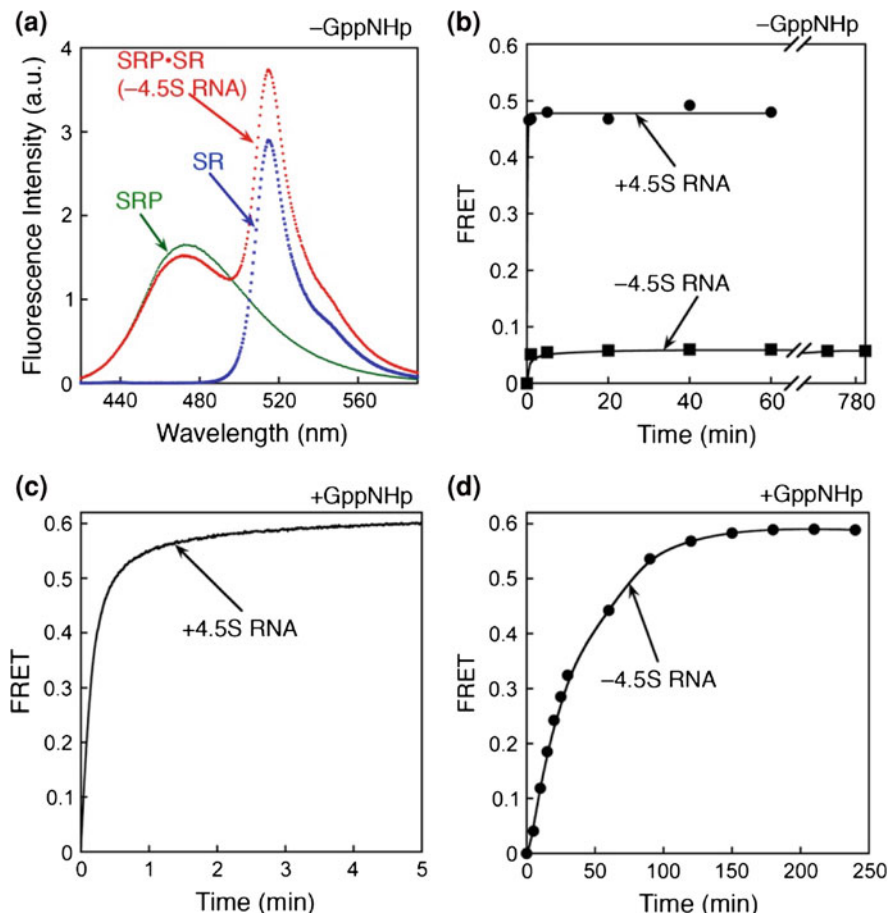 (a)
–GppNHp
4
3
2
1
0
Fluorescence Intensity (a.u.)
SRP•SR
(–4.5S RNA)
SR
SRP
440
480
520
560
Wavelength (nm)
(b)
–GppNHp
0.6
0.5
0.4
0.3
0.2
0.1
0.0
FRET
+4.5S RNA
–4.5S RNA
0
20
40
60
780
Time (min)
(c)
+GppNHp
0.6
0.5
0.4
0.3
0.2
0.1
0
FRET
+4.5S RNA
0
1
2
3
4
5
Time (min)
(d)
+GppNHp
0.6
0.5
0.4
0.3
0.2
0.1
0
FRET
–4.5S RNA
0
50
100
150
200
250
Time (min)